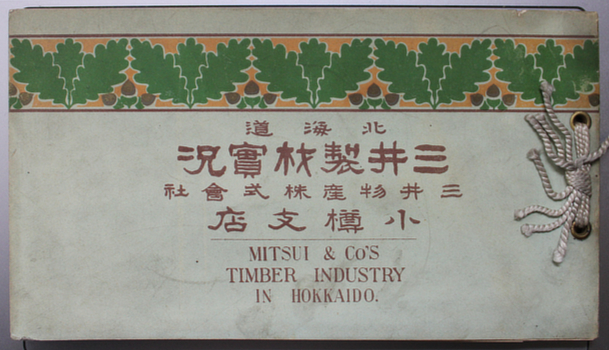 北海道
三井製材實況
三井物産株式會社
小樽支店
MITSUI & Co'S
TIMBER INDUSTRY
IN HOKKAIDO.